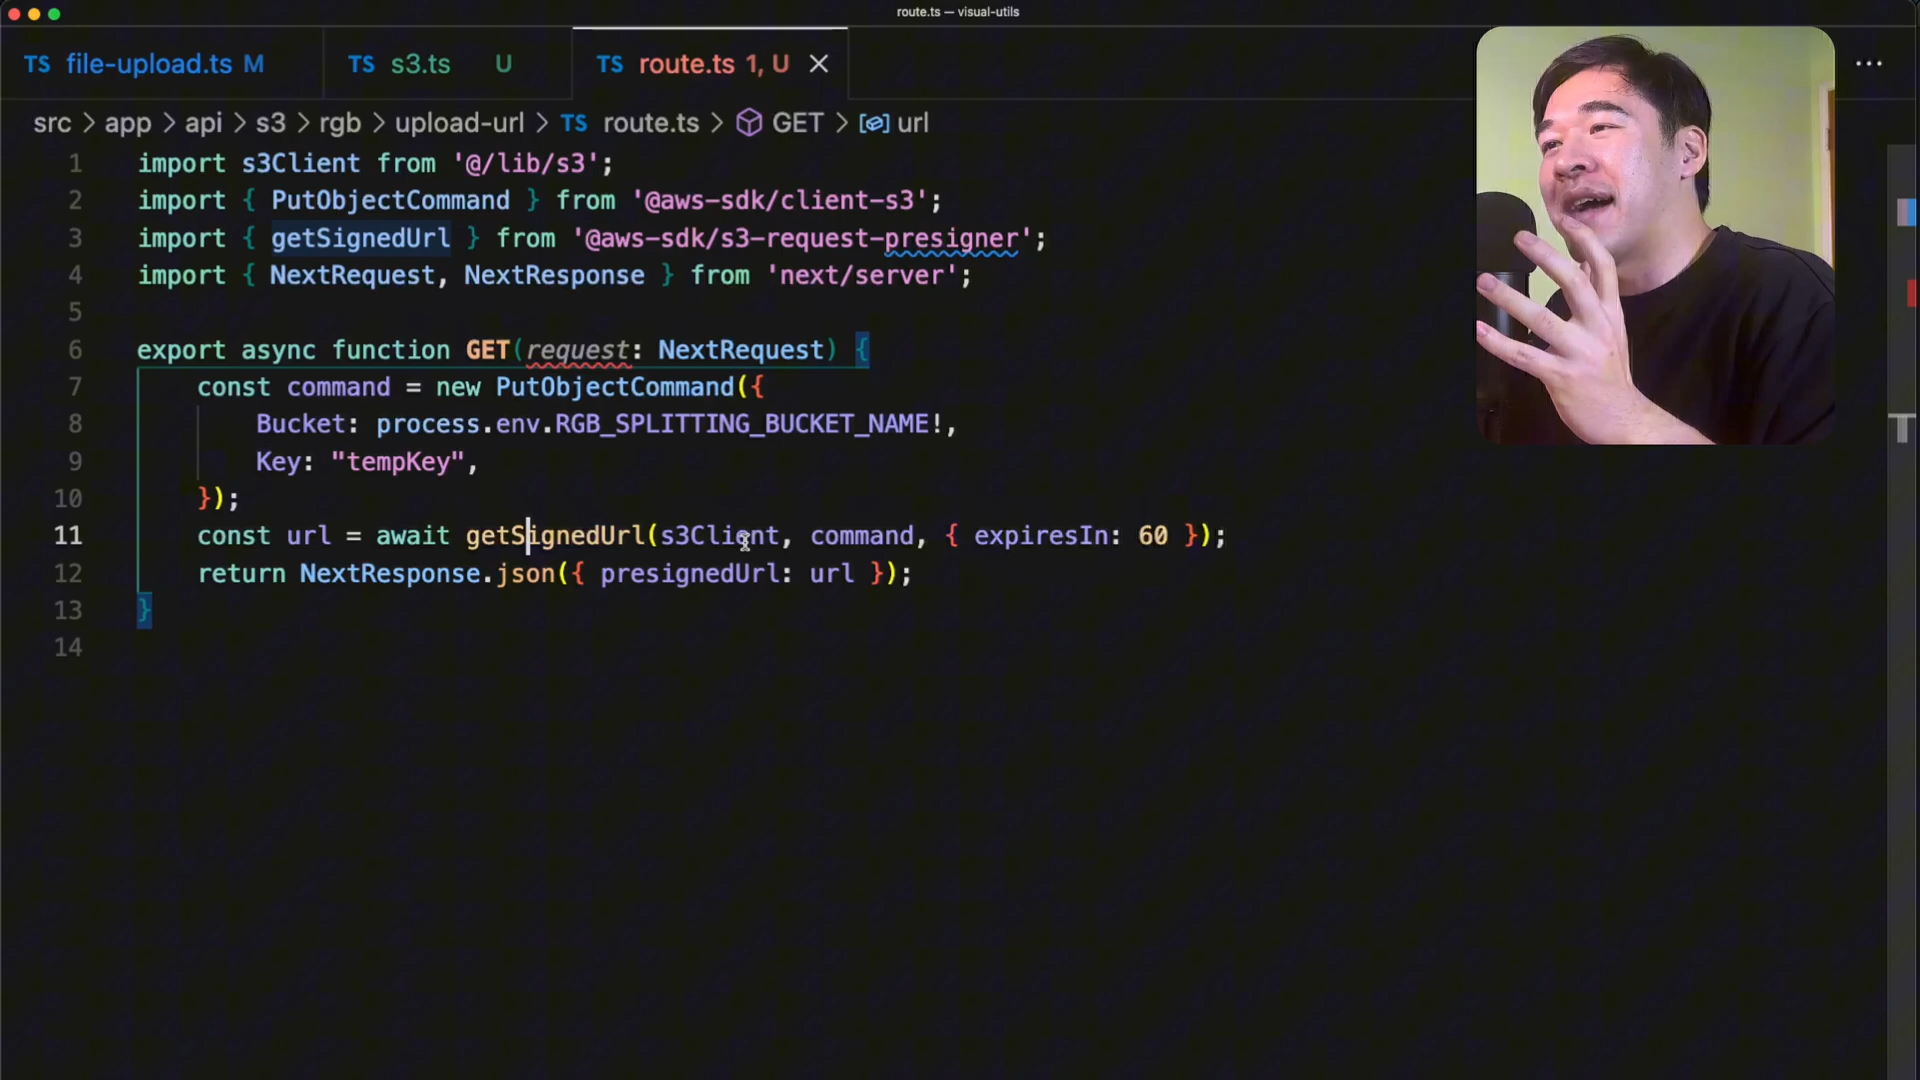 route.ts — visual-utils
TS file-upload.ts M
TS s3.ts U
TS route.ts 1, U
src > app > api > s3 > rgb > upload-url > TS route.ts > GET > url
1 import s3Client from '@/lib/s3';
2 import { PutObjectCommand } from '@aws-sdk/client-s3';
3 import { getSignedUrl } from '@aws-sdk/s3-request-presigner';
4 import { NextRequest, NextResponse } from 'next/server';
5
6 export async function GET(request: NextRequest) {
7 const command = new PutObjectCommand({
8 Bucket: process.env.RGB_SPLITTING_BUCKET_NAME!,
9 Key: "tempKey",
10 });
11 const url = await getSignedUrl(s3Client, command, { expiresIn: 60 });
12 return NextResponse.json({ presignedUrl: url });
13 }
14